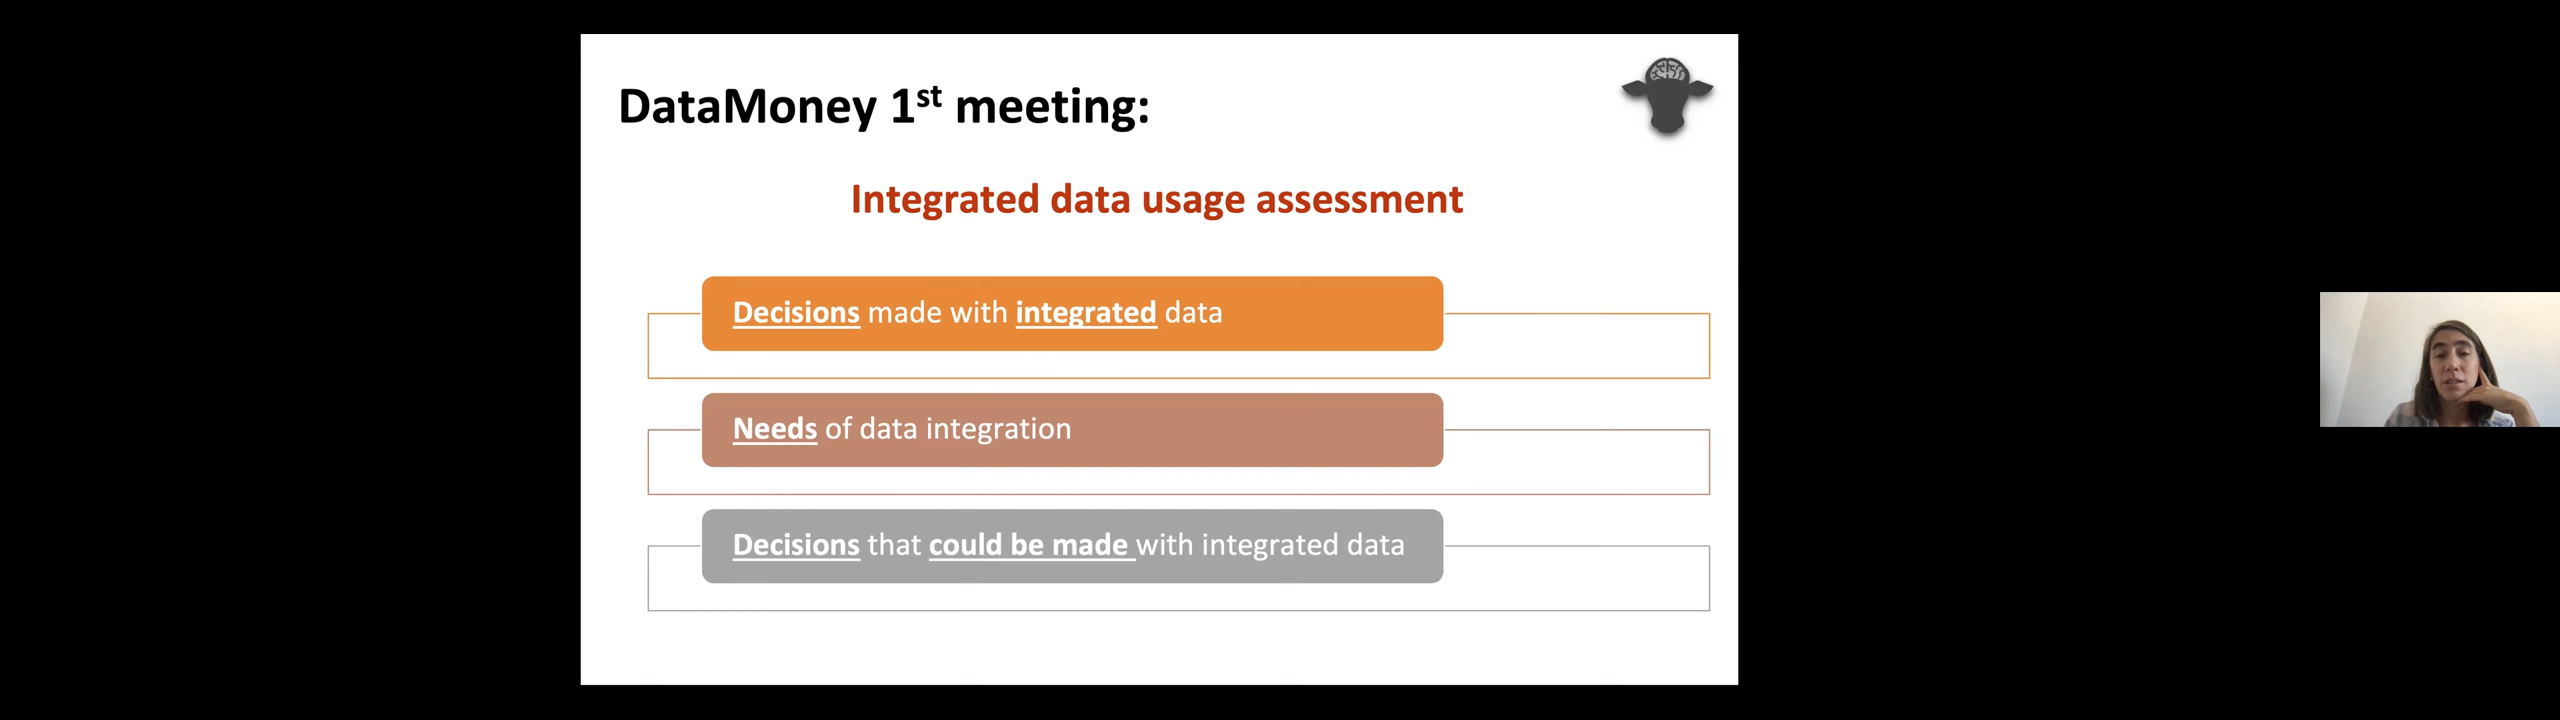 DataMoney 1st meeting:
Integrated data usage assessment
Decisions made with integrated data
Needs of data integration
Decisions that could be made with integrated data